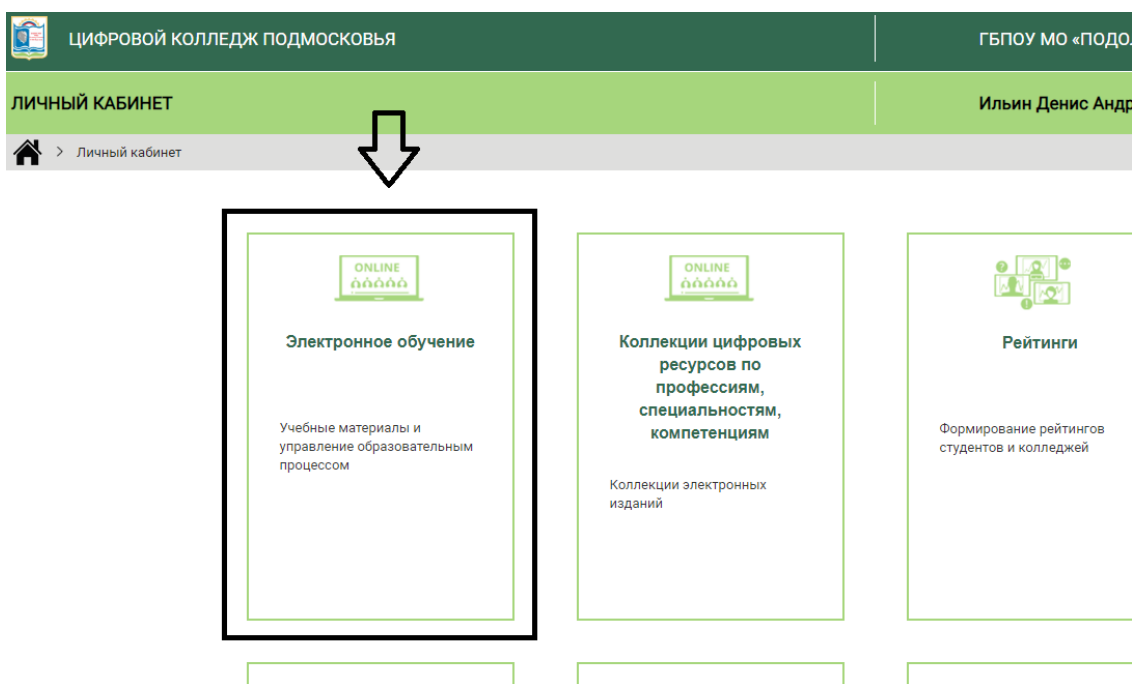 ЦИФРОВОЙ КОЛЛЕДЖ ПОДМОСКОВЬЯ
ГБПОУ МО «ПОДОЛ
ЛИЧНЫЙ КАБИНЕТ
Ильин Денис Андр
> Личный кабинет
ONLINE
Электронное обучение
Учебные материалы и
управление образовательным
процессом
ONLINE
Коллекции цифровых
ресурсов по
профессиям,
специальностям,
компетенциям
Коллекции электронных
изданий
Рейтинги
Формирование рейтингов
студентов и колледжей